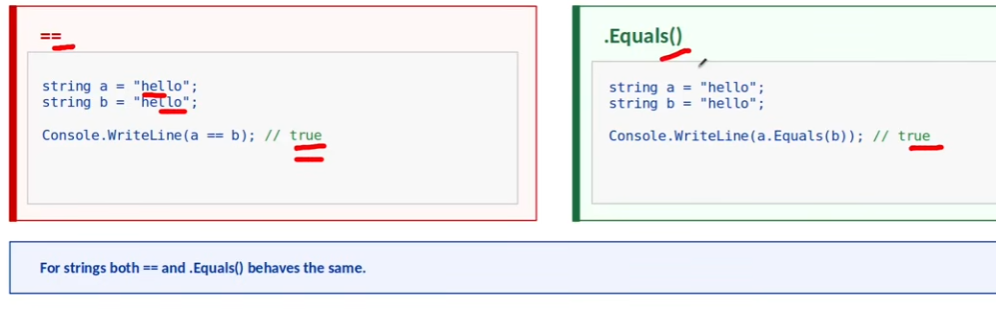 ==
string a = "hello";
string b = "hello";
Console.WriteLine(a == b); // true
.Equals()
string a = "hello";
string b = "hello";
Console.WriteLine(a.Equals(b)); // true
For strings both == and .Equals() behaves the same.